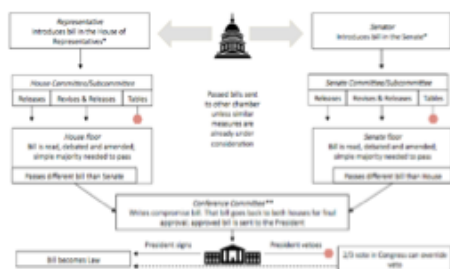 Representative
Introduces bill in the House of
Representatives*
Senator
Introduces bill in the Senate*
House Committee/Subcommittee
Releases
Revises & Releases
Tables
Passed bills sent
to other chamber
unless similar
measures are
already under
consideration
Senate Committee/Subcommittee
Releases
Revises & Releases
Tables
House floor
Bill is read, debated and amended;
simple majority needed to pass
Passes different bill than Senate
Senate floor
Bill is read, debated and amended;
simple majority needed to pass
Passes different bill than House
Conference Committee**
Writes compromise bill. That bill goes back to both houses for final
approval; approved bill is sent to the President
President signs
President vetoes
Bill becomes Law
2/3 vote in Congress can override
veto